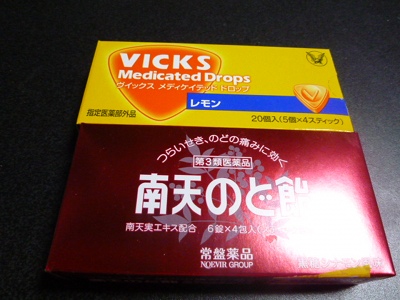 VICKS
Medicated Drops
ヴイックス メディケイテッド ドロップ
レモン
指定医薬部外品
20個入(5個×4スティック)
つらいせき、のどの痛みに効く
第3類医薬品
南天のど飴
南天実エキス配合 6錠×4包入
常盤薬品
NOEVIR GROUP